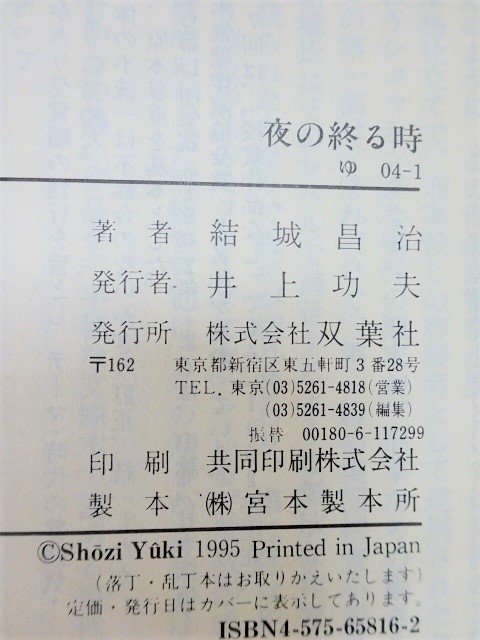 夜の終る時
ゆ 04-1
著者 結城昌治
発行者 井上功夫
発行所 株式会社双葉社
〒162 東京都新宿区東五軒町3番28号
TEL. 東京(03)5261-4818(営業)
(03)5261-4839(編集)
振替 00180-6-117299
印刷 共同印刷株式会社
製本 ㈱宮本製本所
©Shōzi Yûki 1995 Printed in Japan
(落丁・乱丁本はお取りかえいたします)
定価・発行日はカバーに表示してあります。
ISBN4-575-65816-2